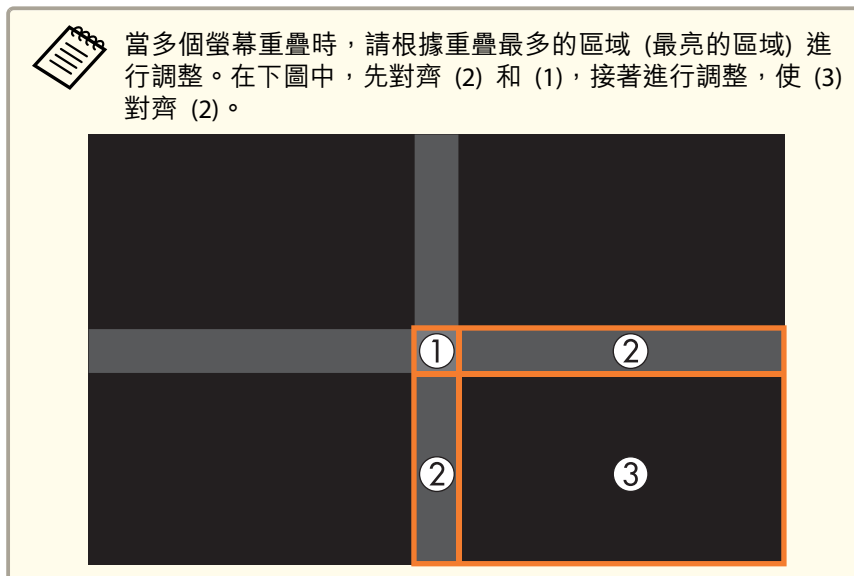 當多個螢幕重疊時，請根據重疊最多的區域 (最亮的區域) 進
行調整。在下圖中，先對齊 (2) 和 (1)，接著進行調整，使 (3)
對齊 (2)。
1 2
2 3